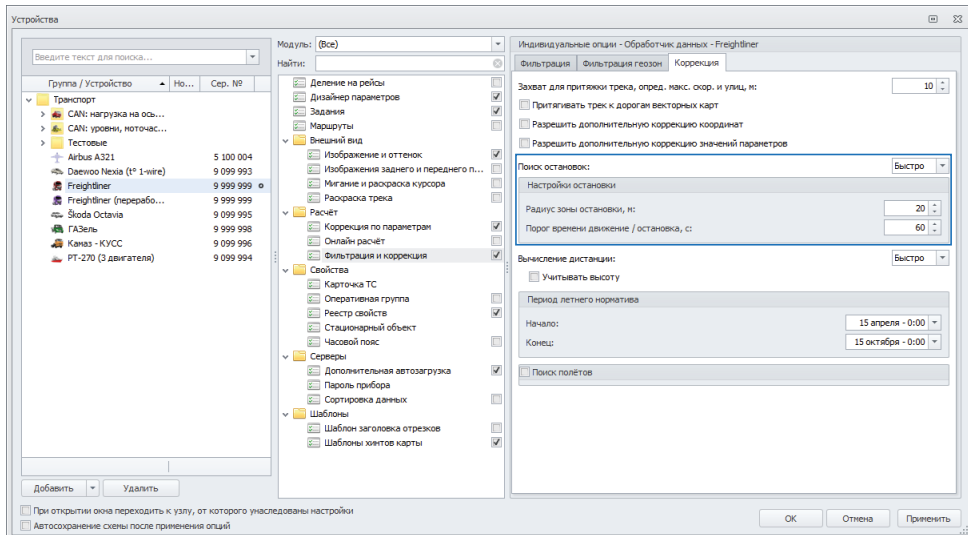 Устройства
Введите текст для поиска...
Группа / Устройство
Но...
Сер. №
Транспорт
CAN: нагрузка на ось...
CAN: уровни, моточас...
Тестовые
Airbus A321 5 100 004
Daewoo Nexia (t° 1-wire) 9 099 993
Freightliner 9 999 999
Freightliner (перерабо... 9 999 999
Škoda Octavia 9 099 995
ГАЗель 9 999 998
Камаз - КУСС 9 099 996
РТ-270 (3 двигателя) 9 099 994
Добавить
Удалить
При открытии окна переходить к узлу, от которого унаследованы настройки
Автосохранение схемы после применения опций
Модуль: (Все)
Найти:
Деление на рейсы
Дизайнер параметров
Задания
Маршруты
Внешний вид
Изображение и оттенок
Изображения заднего и переднего п...
Мигание и раскраска курсора
Раскраска трека
Расчёт
Коррекция по параметрам
Онлайн расчёт
Фильтрация и коррекция
Свойства
Карточка ТС
Оперативная группа
Реестр свойств
Стационарный объект
Часовой пояс
Серверы
Дополнительная автозагрузка
Пароль прибора
Сортировка данных
Шаблоны
Шаблон заголовка отрезков
Шаблоны хинтов карты
Индивидуальные опции - Обработчик данных - Freightliner
Фильтрация
Фильтрация геозон
Коррекция
Захват для притяжки трека, опред. макс. скор. и улиц, м: 10
Притягивать трек к дорогам векторных карт
Разрешить дополнительную коррекцию координат
Разрешить дополнительную коррекцию значений параметров
Поиск остановок: Быстро
Настройки остановки
Радиус зоны остановки, м: 20
Порог времени движение / остановка, с: 60
Вычисление дистанции: Быстро
Учитывать высоту
Период летнего норматива
Начало: 15 апреля - 0:00
Конец: 15 октября - 0:00
Поиск полётов
ОК
Отмена
Применить